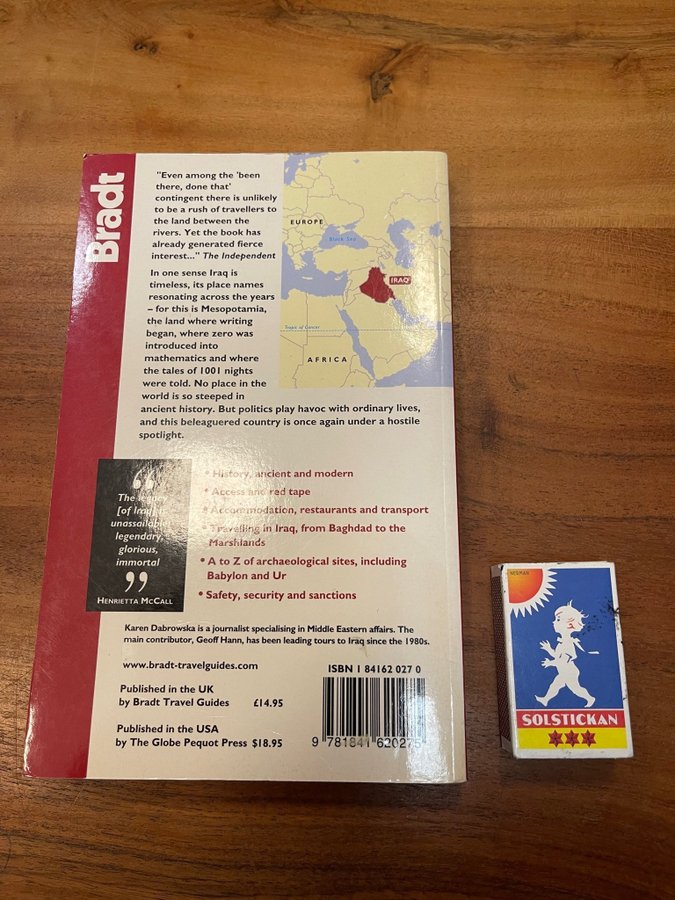 Bradt
"Even among the 'been
there, done that'
contingent there is unlikely
to be a rush of travellers to
the land between the
rivers. Yet the book has
already generated fierce
interest..." The Independent
In one sense Iraq is
timeless, its place names
resonating across the years
– for this is Mesopotamia,
the land where writing
began, where zero was
introduced into
mathematics and where
the tales of 1001 nights
were told. No place in the
world is so steeped in
ancient history. But politics play havoc with ordinary lives,
and this beleaguered country is once again under a hostile
spotlight.
EUROPE
Black Sea
IRAQ
Tropic of Cancer
AFRICA
"
The legacy
[of Iraq] is
unassailable,
legendary,
glorious,
immortal
"
HENRIETTA MCCALL
• History, ancient and modern
• Access and red tape
• Accommodation, restaurants and transport
• Travelling in Iraq, from Baghdad to the
Marshlands
• A to Z of archaeological sites, including
Babylon and Ur
• Safety, security and sanctions
Karen Dabrowska is a journalist specialising in Middle Eastern affairs. The
main contributor, Geoff Hann, has been leading tours to Iraq since the 1980s.
www.bradt-travelguides.com
Published in the UK
by Bradt Travel Guides £14.95
Published in the USA
by The Globe Pequot Press $18.95
ISBN 1 84162 027 0
9 781841 620275
NERMAN
SOLSTICKAN